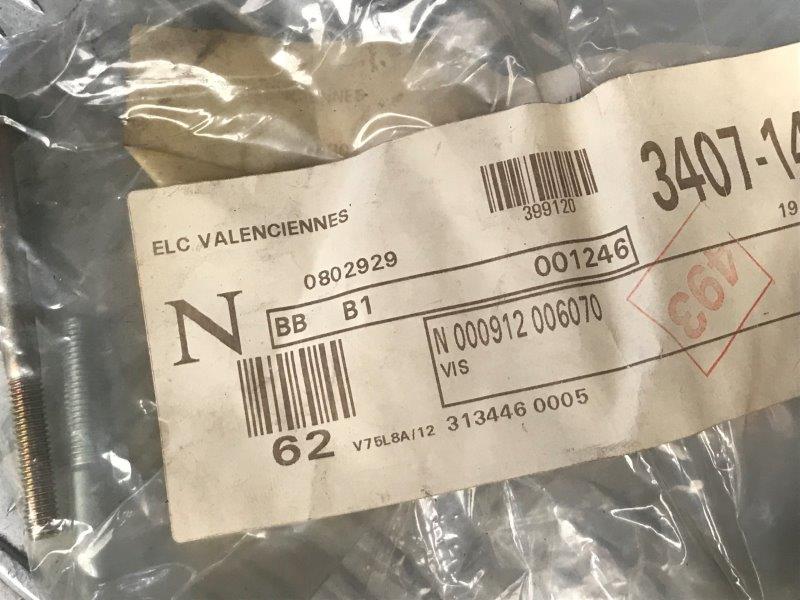 ELC VALENCIENNES
399120
3407-14
19
0802929
001246
N
BB B1
N 000912 006070
VIS
493
62
V75L8A/12 313446 0005